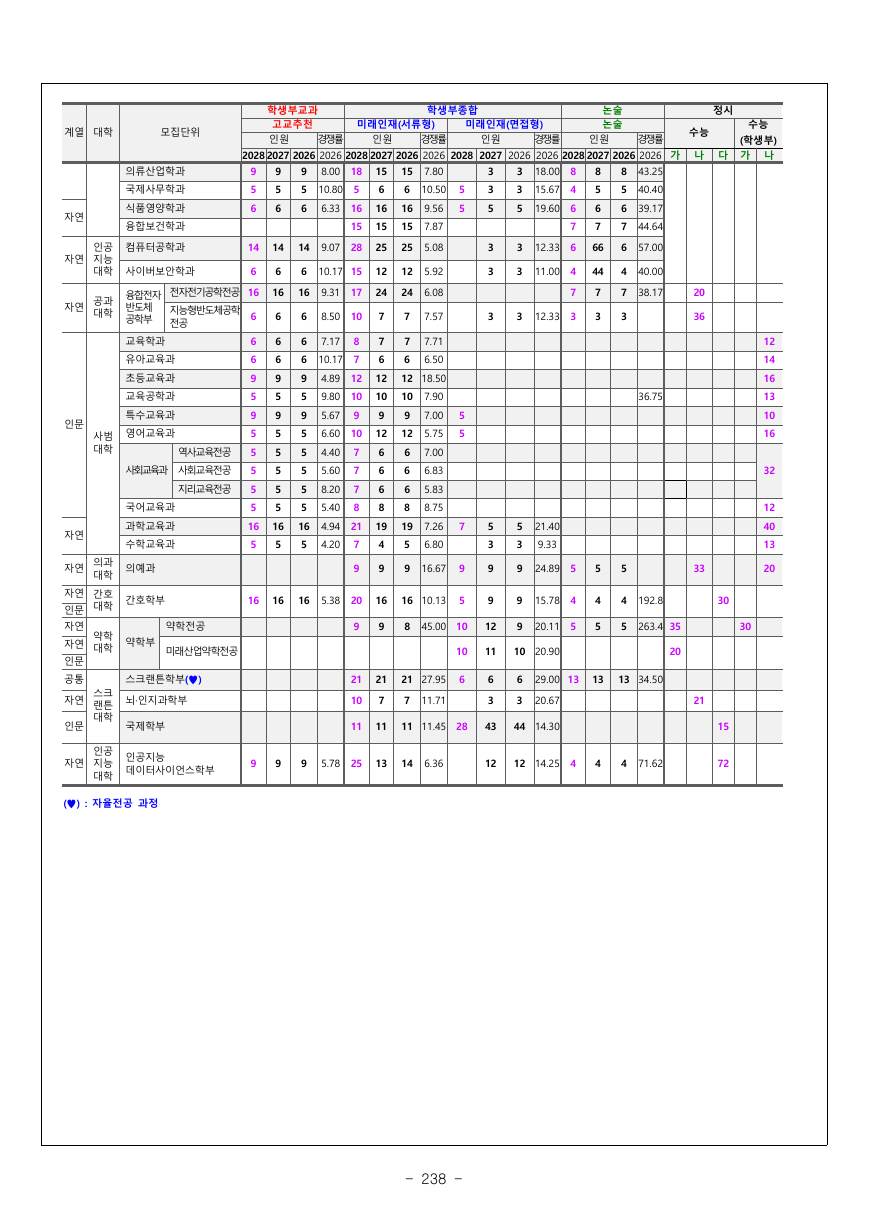 학생부교과 학생부종합 논술 정시
계열 대학 모집단위 고교추천 미래인재(서류형) 미래인재(면접형) 논술 수능 수능
(학생부)
인원 경쟁률 인원 경쟁률 인원 경쟁률 인원 경쟁률
2028 2027 2026 2026 2028 2027 2026 2026 2028 2027 2026 2026 2028 2027 2026 2026 가 나 다 가 나
의류산업학과 9 9 9 8.00 18 15 15 7.80 3 3 18.00 8 8 8 43.25
국제사무학과 5 5 5 10.80 5 6 6 10.50 5 3 3 15.67 4 5 5 40.40
자연 식품영양학과 6 6 6 6.33 16 16 16 9.56 5 5 5 19.60 6 6 6 39.17
융합보건학과 15 15 15 7.87 7 7 7 44.64
자연 인공
지능
대학 컴퓨터공학과 14 14 14 9.07 28 25 25 5.08 3 3 12.33 6 66 6 57.00
사이버보안학과 6 6 6 10.17 15 12 12 5.92 3 3 11.00 4 44 4 40.00
자연 공과
대학 융합전자
반도체
공학부 전자전기공학전공 16 16 16 9.31 17 24 24 6.08 7 7 7 38.17 20
지능형반도체공학
전공 6 6 6 8.50 10 7 7 7.57 3 3 12.33 3 3 3 36
인문 사범
대학 교육학과 6 6 6 7.17 8 7 7 7.71 12
유아교육과 6 6 6 10.17 7 6 6 6.50 14
초등교육과 9 9 9 4.89 12 12 12 18.50 16
교육공학과 5 5 5 9.80 10 10 10 7.90 36.75 13
특수교육과 9 9 9 5.67 9 9 9 7.00 5 10
영어교육과 5 5 5 6.60 10 12 12 5.75 5 16
사회교육과 역사교육전공 5 5 5 4.40 7 6 6 7.00
사회교육전공 5 5 5 5.60 7 6 6 6.83 32
지리교육전공 5 5 5 8.20 7 6 6 5.83
국어교육과 5 5 5 5.40 8 8 8 8.75 12
자연 과학교육과 16 16 16 4.94 21 19 19 7.26 7 5 5 21.40 40
수학교육과 5 5 5 4.20 7 4 5 6.80 3 3 9.33 13
자연 의과
대학 의예과 9 9 9 16.67 9 9 9 24.89 5 5 5 33 20
자연
인문 간호
대학 간호학부 16 16 16 5.38 20 16 16 10.13 5 9 9 15.78 4 4 4 192.8 30
자연 약학
대학 약학부 약학전공 9 9 8 45.00 10 12 9 20.11 5 5 5 263.4 35 30
자연
인문 미래산업약학전공 10 11 10 20.90 20
공통 스크
랜튼
대학 스크랜튼학부(♥) 21 21 21 27.95 6 6 6 29.00 13 13 13 34.50
자연 뇌·인지과학부 10 7 7 11.71 3 3 20.67 21
인문 국제학부 11 11 11 11.45 28 43 44 14.30 15
자연 인공
지능
대학 인공지능
데이터사이언스학부 9 9 9 5.78 25 13 14 6.36 12 12 14.25 4 4 4 71.62 72
(♥) : 자율전공 과정
- 238 -